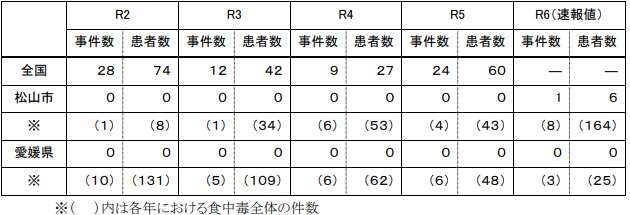 R2 R3 R4 R5 R6(速報値)
事件数 患者数 事件数 患者数 事件数 患者数 事件数 患者数 事件数 患者数
全国 28 74 12 42 9 27 24 60 ― ―
松山市 0 0 0 0 0 0 0 0 1 6
※ (1) (8) (1) (34) (6) (53) (4) (43) (8) (164)
愛媛県 0 0 0 0 0 0 0 0 0 0
※ (10) (131) (5) (109) (6) (62) (6) (48) (3) (25)
※( )内は各年における食中毒全体の件数